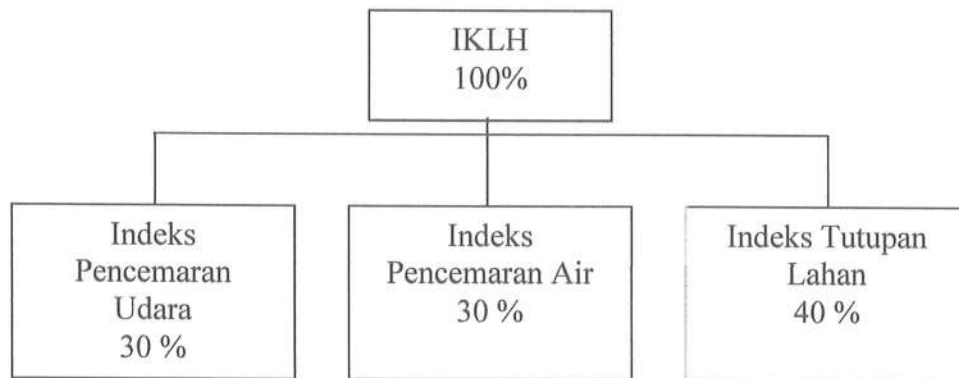 IKLH
100%
Indeks
Pencemaran
Udara
30 %
Indeks
Pencemaran Air
30 %
Indeks Tutupan
Lahan
40 %